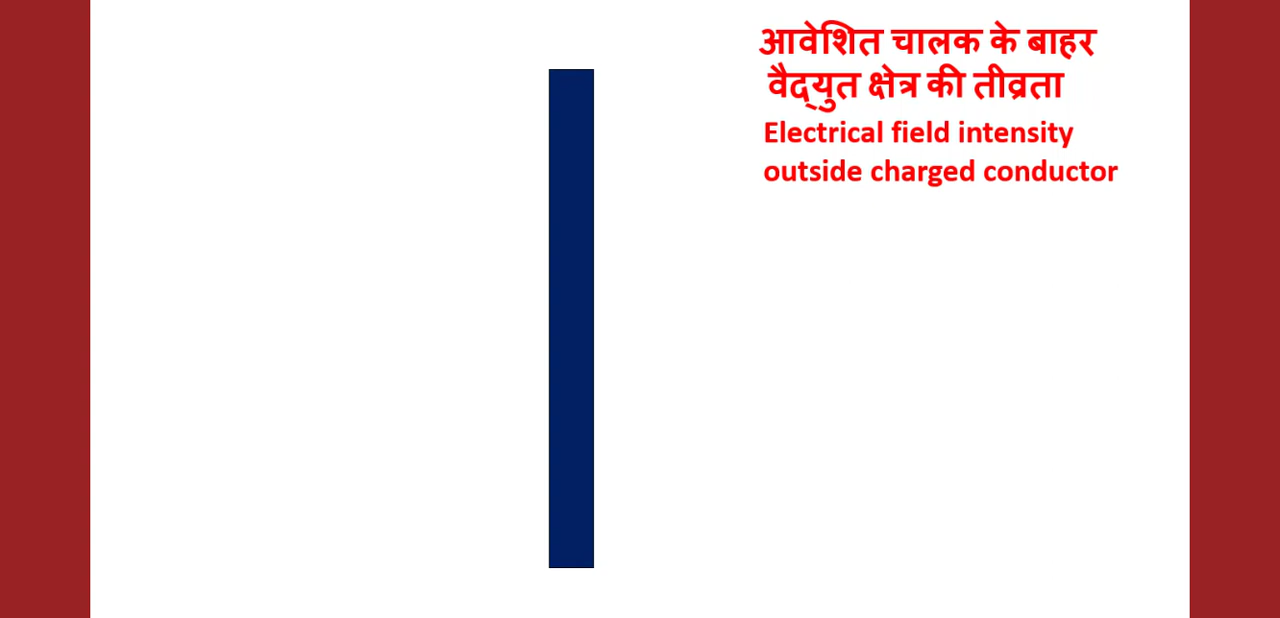 आवेशित चालक के बाहर
वैद्‌युत क्षेत्र की तीव्रता
Electrical field intensity
outside charged conductor